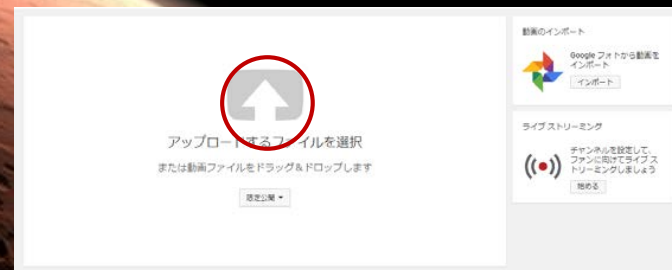 アップロードするファイルを選択
または動画ファイルをドラッグ&ドロップします
限定公開
動画のインポート
Google フォトから動画を
インポート
インポート
ライブ ストリーミング
チャンネルを設定して、
ファンに向けてライブ ス
トリーミングしましょう
始める